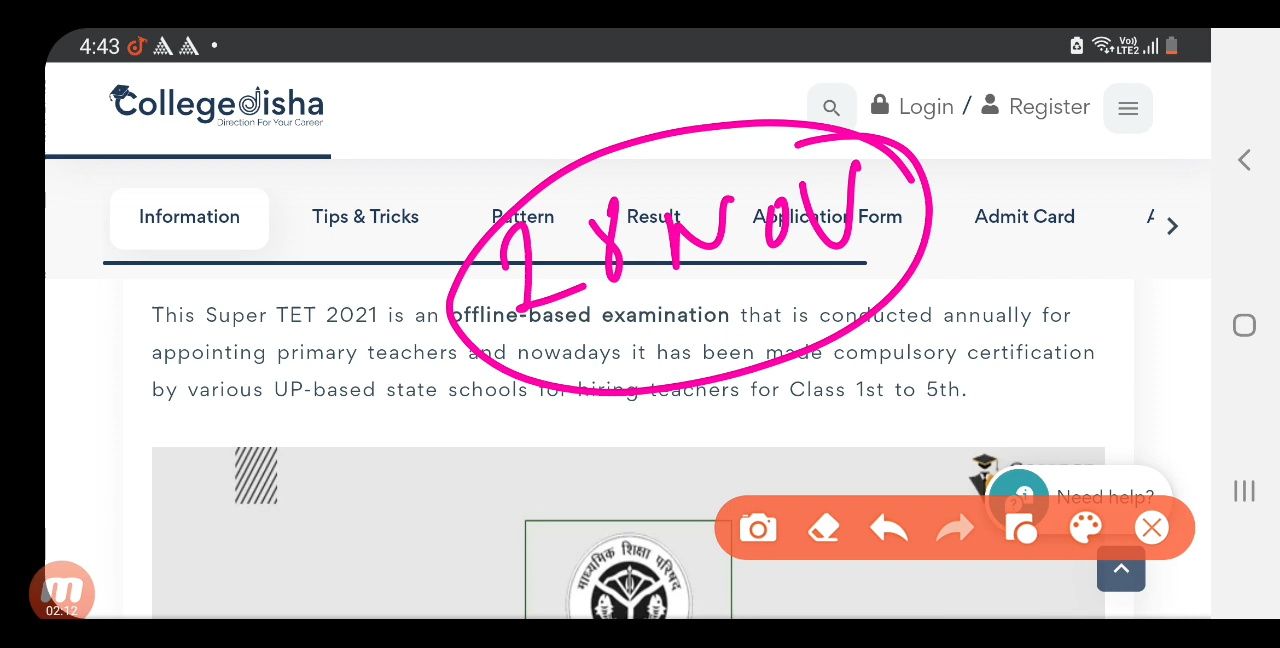 4:43
Vo)) LTE2
Collegedisha
Direction For Your Career
Login / Register
Information Tips & Tricks Pattern Result Application Form Admit Card
28 NOV
This Super TET 2021 is an offline-based examination that is conducted annually for
appointing primary teachers and nowadays it has been made compulsory certification
by various UP-based state schools for hiring teachers for Class 1st to 5th.
Need help?
माध्यमिक शिक्षा परिषद
m
02:12